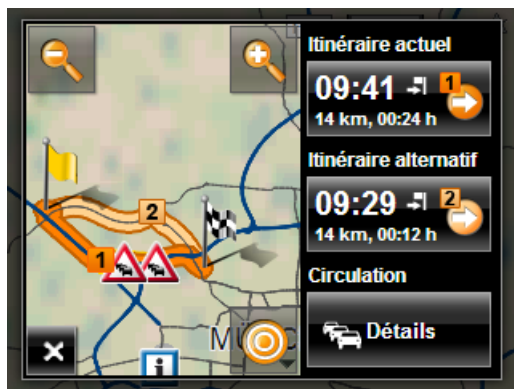 Itinéraire actuel
09:41 1
14 km, 00:24 h
Itinéraire alternatif
09:29 2
14 km, 00:12 h
Circulation
Détails
2
1
i